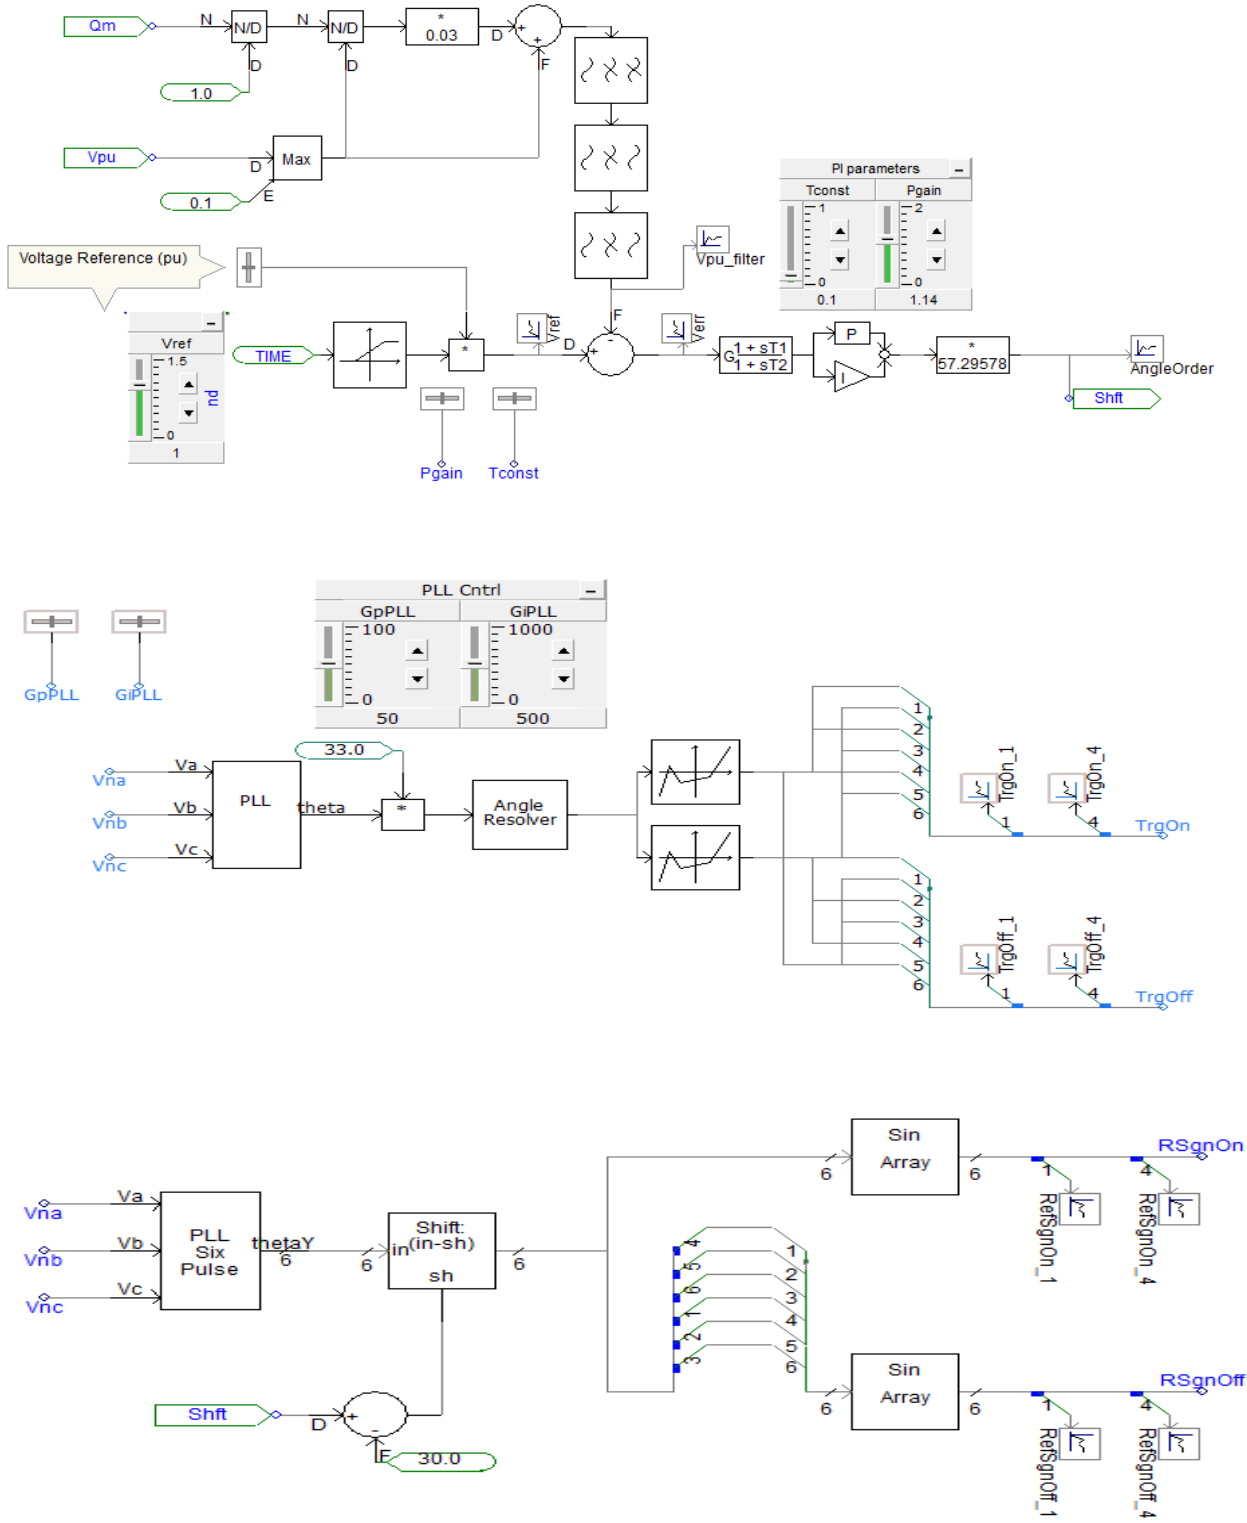 Qm
N
N/D
N
N/D
*
0.03
D
+
+
F
D
D
1.0
Vpu
D
Max
0.1
E
PI parameters
Tconst
Pgain
1
0
2
0
0.1
1.14
Vpu_filter
Voltage Reference (pu)
Vref
1.5
0
pu
1
TIME
*
Vref
D
+
-
F
Verr
G
1 + sT1
1 + sT2
P
I
*
57.29578
AngleOrder
Shft
Pgain
Tconst
PLL Cntrl
GpPLL
GiPLL
100
0
1000
0
50
500
GpPLL
GiPLL
33.0
Vna
Va
Vnb
Vb
Vnc
Vc
PLL
theta
*
Angle
Resolver
1
2
3
4
5
6
TrgOn_1
TrgOn_4
1
4
TrgOn
1
2
3
4
5
6
TrgOff_1
TrgOff_4
1
4
TrgOff
Vna
Va
Vnb
Vb
Vnc
Vc
PLL
Six
Pulse
thetaY
6
6
Shift:
in
(in-sh)
sh
6
4
5
6
1
2
3
1
2
3
4
5
6
6
Sin
Array
6
1
4
RSgnOn
RefSgnOn_1
RefSgnOn_4
6
Sin
Array
6
1
4
RSgnOff
RefSgnOff_1
RefSgnOff_4
Shft
D
+
-
F
30.0